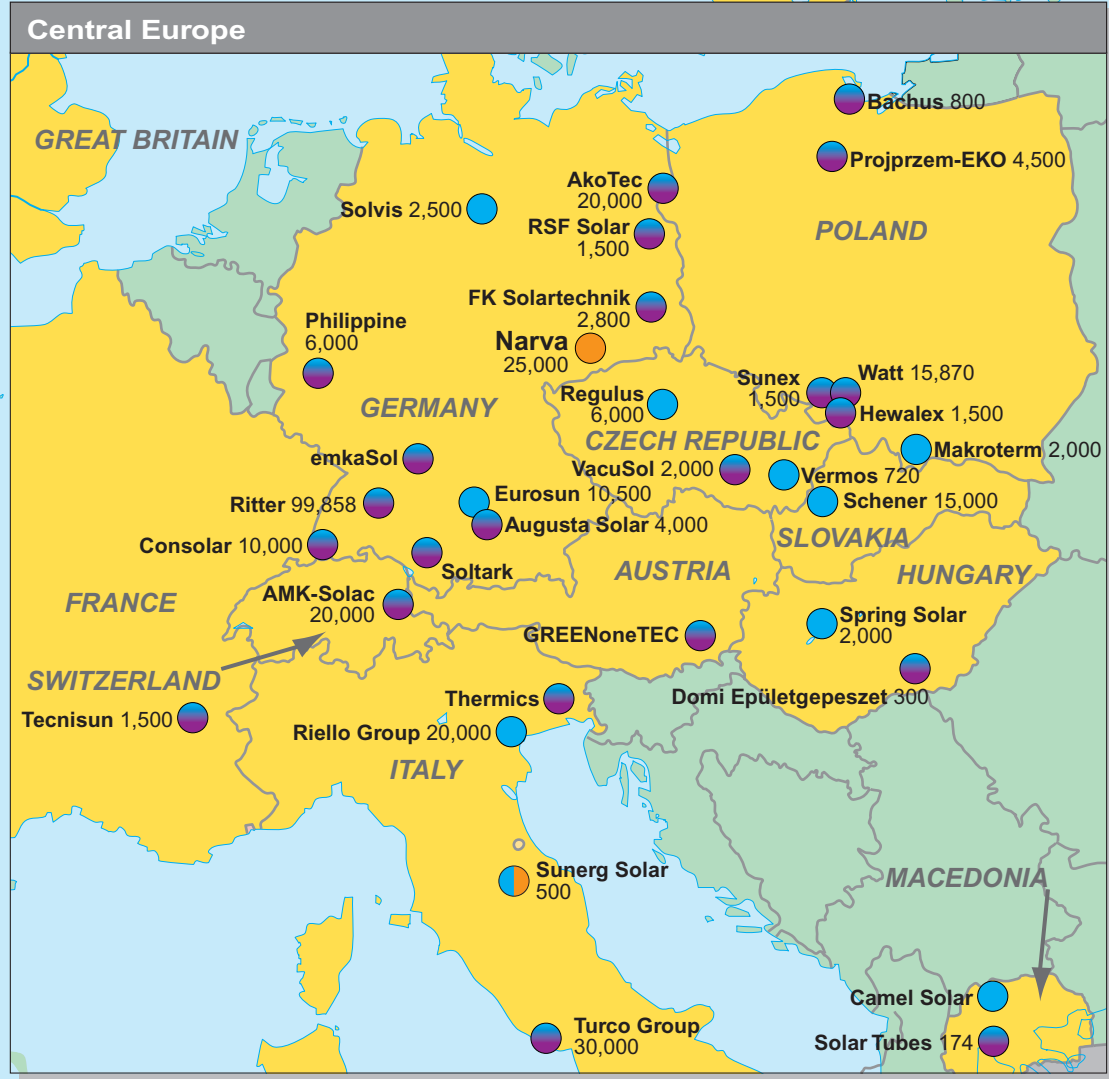 Central Europe
GREAT BRITAIN
Bachus 800
Projprzem-EKO 4,500
AkoTec
20,000
Solvis 2,500
RSF Solar
1,500
POLAND
FK Solartechnik
2,800
Philippine
6,000
Narva
25,000
Sunex
1,500
Watt 15,870
Regulus
6,000
GERMANY
Hewalex 1,500
CZECH REPUBLIC
Makroterm 2,000
emkaSol
VacuSol 2,000
Vermos 720
Ritter 99,858
Eurosun 10,500
Schener 15,000
Augusta Solar 4,000
Consolar 10,000
SLOVAKIA
Soltark
AUSTRIA
HUNGARY
FRANCE
AMK-Solac
20,000
Spring Solar
2,000
GREENoneTEC
SWITZERLAND
Thermics
Domi Epületgepeszet 300
Tecnisun 1,500
Riello Group 20,000
ITALY
Sunerg Solar
500
MACEDONIA
Camel Solar
Turco Group
30,000
Solar Tubes 174